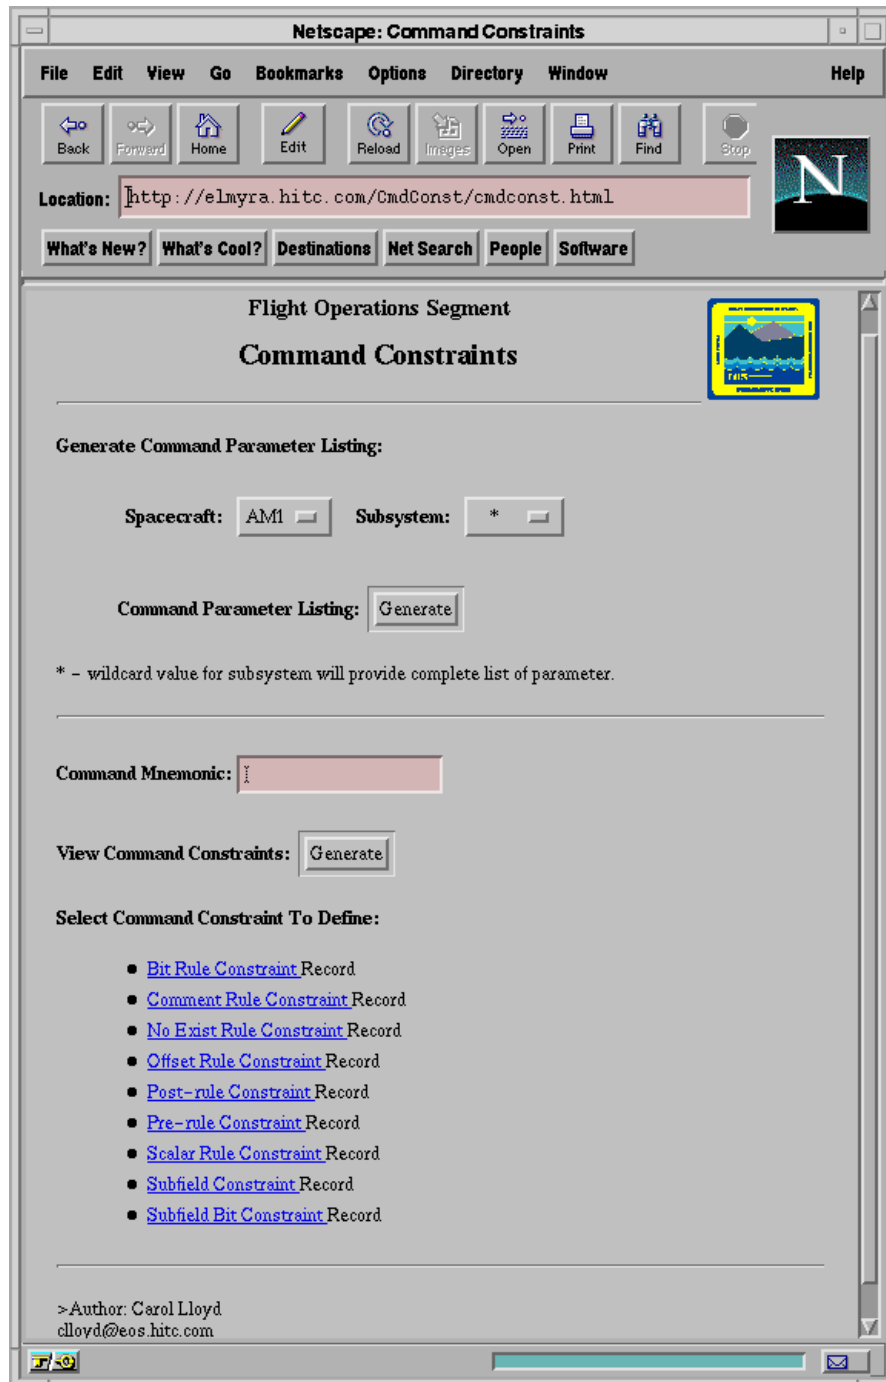 Netscape: Command Constraints
File Edit View Go Bookmarks Options Directory Window Help
Back Forward Home Edit Reload Images Open Print Find Stop
N
Location: http://elmyra.hitc.com/CmdConst/cmdconst.html
What's New? What's Cool? Destinations Net Search People Software
Flight Operations Segment
Command Constraints
EOS
Generate Command Parameter Listing:
Spacecraft: AM1 Subsystem: *
Command Parameter Listing: Generate
* - wildcard value for subsystem will provide complete list of parameter.
Command Mnemonic:
View Command Constraints: Generate
Select Command Constraint To Define:
Bit Rule Constraint Record
Comment Rule Constraint Record
No Exist Rule Constraint Record
Offset Rule Constraint Record
Post-rule Constraint Record
Pre-rule Constraint Record
Scalar Rule Constraint Record
Subfield Constraint Record
Subfield Bit Constraint Record
>Author: Carol Lloyd
clloyd@eos.hitc.com